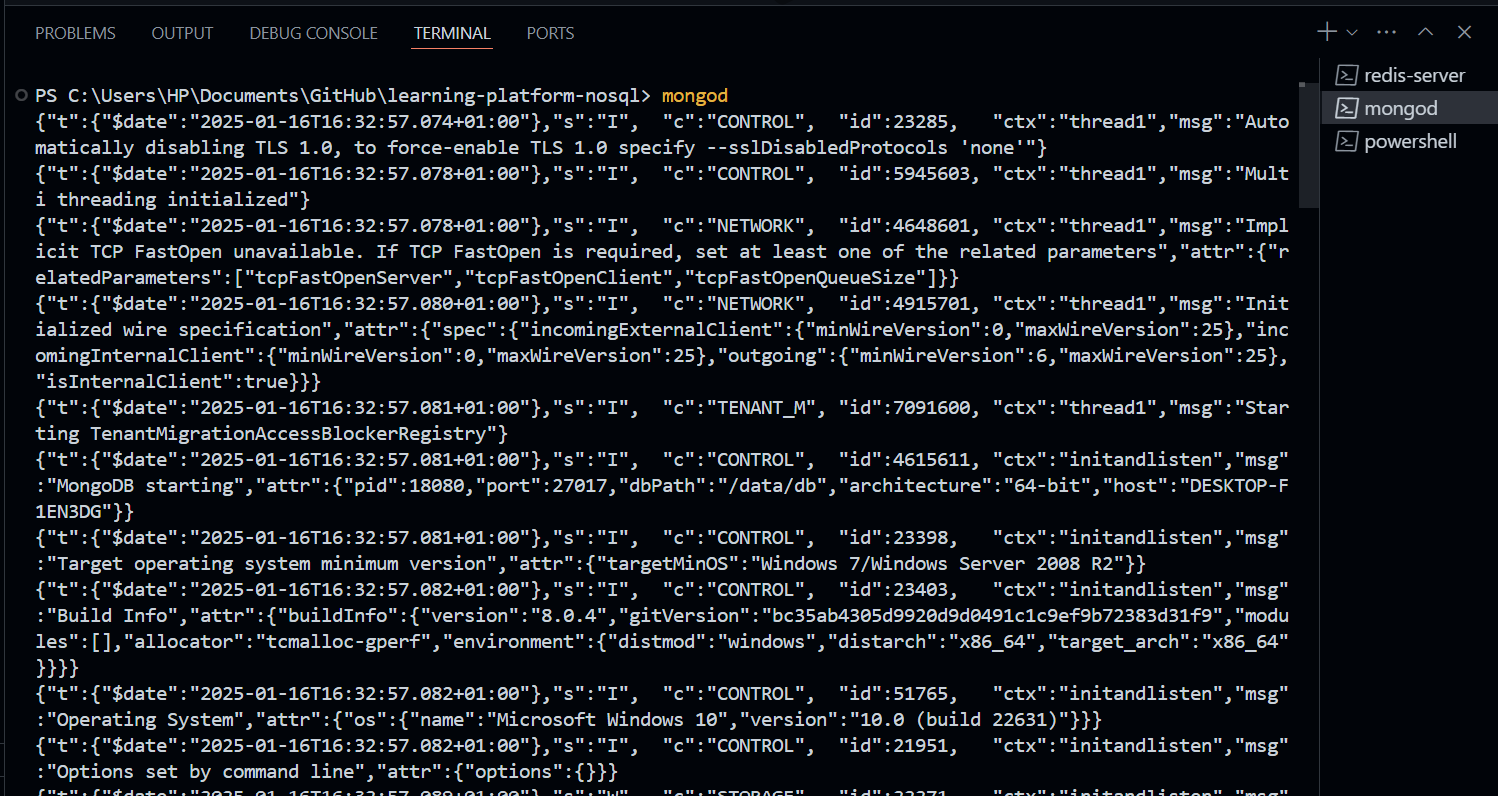 PROBLEMS OUTPUT DEBUG CONSOLE TERMINAL PORTS
redis-server
mongod
powershell
PS C:\Users\HP\Documents\GitHub\learning-platform-nosql> mongod
{"t":{"$date":"2025-01-16T16:32:57.074+01:00"},"s":"I",  "c":"CONTROL",  "id":23285,   "ctx":"thread1","msg":"Auto
matically disabling TLS 1.0, to force-enable TLS 1.0 specify --sslDisabledProtocols 'none'"}
{"t":{"$date":"2025-01-16T16:32:57.078+01:00"},"s":"I",  "c":"CONTROL",  "id":5945603, "ctx":"thread1","msg":"Mult
i threading initialized"}
{"t":{"$date":"2025-01-16T16:32:57.078+01:00"},"s":"I",  "c":"NETWORK",  "id":4648601, "ctx":"thread1","msg":"Impl
icit TCP FastOpen unavailable. If TCP FastOpen is required, set at least one of the related parameters","attr":{"r
elatedParameters":["tcpFastOpenServer","tcpFastOpenClient","tcpFastOpenQueueSize"]}}
{"t":{"$date":"2025-01-16T16:32:57.080+01:00"},"s":"I",  "c":"NETWORK",  "id":4915701, "ctx":"thread1","msg":"Init
ialized wire specification","attr":{"spec":{"incomingExternalClient":{"minWireVersion":0,"maxWireVersion":25},"inc
omingInternalClient":{"minWireVersion":0,"maxWireVersion":25},"outgoing":{"minWireVersion":6,"maxWireVersion":25},
"isInternalClient":true}}}
{"t":{"$date":"2025-01-16T16:32:57.081+01:00"},"s":"I",  "c":"TENANT_M", "id":7091600, "ctx":"thread1","msg":"Star
ting TenantMigrationAccessBlockerRegistry"}
{"t":{"$date":"2025-01-16T16:32:57.081+01:00"},"s":"I",  "c":"CONTROL",  "id":4615611, "ctx":"initandlisten","msg"
:"MongoDB starting","attr":{"pid":18080,"port":27017,"dbPath":"/data/db","architecture":"64-bit","host":"DESKTOP-F
1EN3DG"}}
{"t":{"$date":"2025-01-16T16:32:57.081+01:00"},"s":"I",  "c":"CONTROL",  "id":23398,   "ctx":"initandlisten","msg"
:"Target operating system minimum version","attr":{"targetMinOS":"Windows 7/Windows Server 2008 R2"}}
{"t":{"$date":"2025-01-16T16:32:57.082+01:00"},"s":"I",  "c":"CONTROL",  "id":23403,   "ctx":"initandlisten","msg"
:"Build Info","attr":{"buildInfo":{"version":"8.0.4","gitVersion":"bc35ab4305d9920d9d0491c1c9ef9b72383d31f9","modu
les":[],"allocator":"tcmalloc-gperf","environment":{"distmod":"windows","distarch":"x86_64","target_arch":"x86_64"
}}}}
{"t":{"$date":"2025-01-16T16:32:57.082+01:00"},"s":"I",  "c":"CONTROL",  "id":51765,   "ctx":"initandlisten","msg"
:"Operating System","attr":{"os":{"name":"Microsoft Windows 10","version":"10.0 (build 22631)"}}}
{"t":{"$date":"2025-01-16T16:32:57.082+01:00"},"s":"I",  "c":"CONTROL",  "id":21951,   "ctx":"initandlisten","msg"
:"Options set by command line","attr":{"options":{}}}